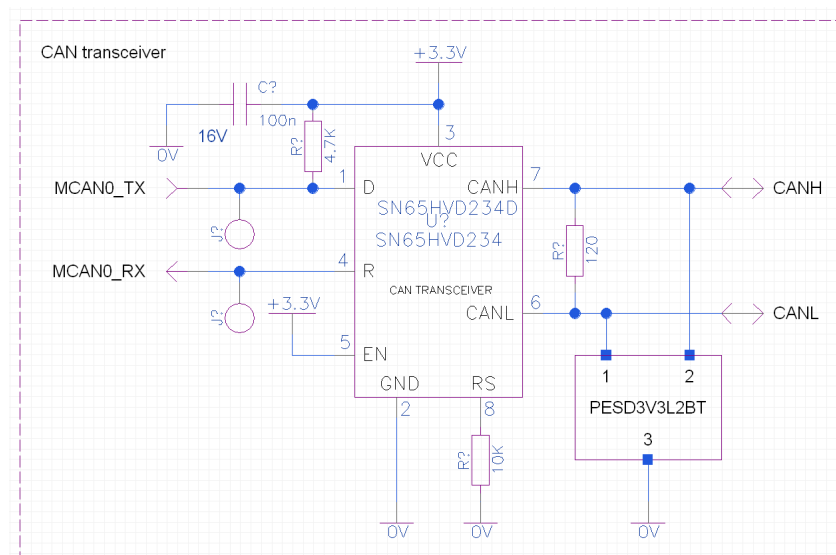 CAN transceiver
+3.3V
C?
100n
16V
0V
R?
4.7K
3
VCC
MCAN0_TX
1
D
CANH
7
CANH
SN65HVD234D
U?
SN65HVD234
J?
R?
120
MCAN0_RX
4
R
CAN TRANSCEIVER
J?
+3.3V
CANL
6
CANL
5
EN
GND
RS
1
2
2
8
PESD3V3L2BT
3
R?
10K
0V
0V
0V